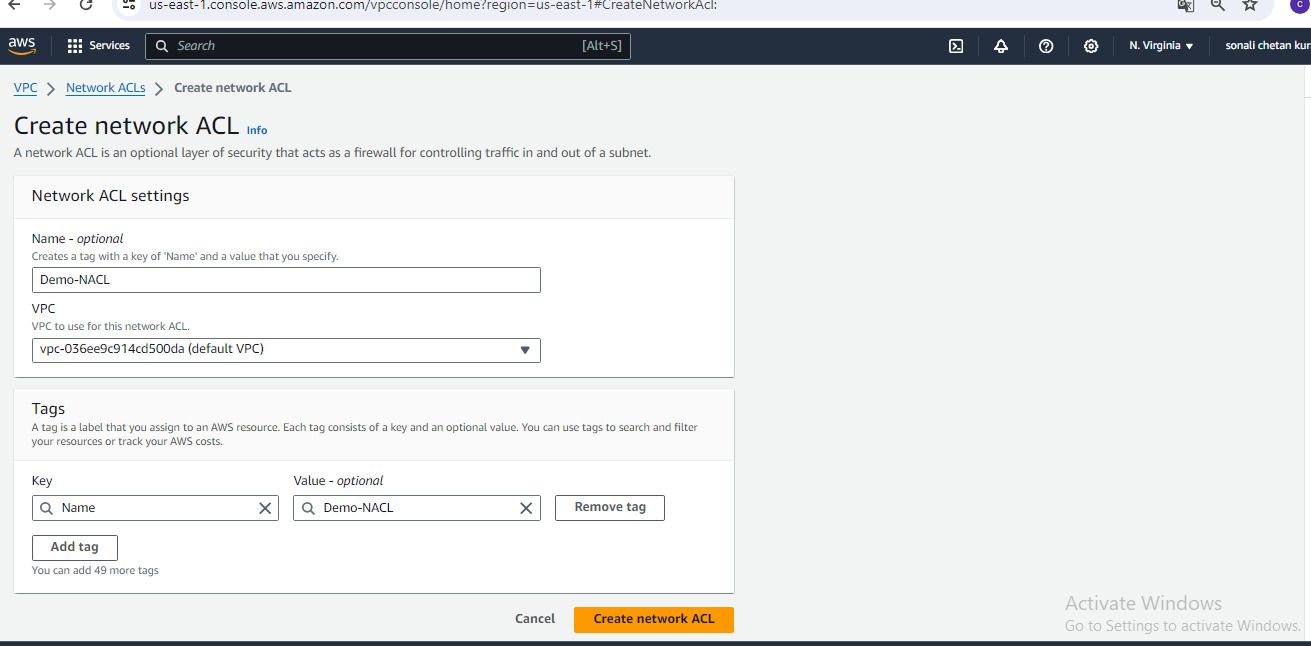 us-east-1.console.aws.amazon.com/vpcconsole/home?region=us-east-1#CreateNetworkAcl:
aws Services Search [Alt+S] N. Virginia sonali chetan kur
VPC Network ACLs Create network ACL
Create network ACL Info
A network ACL is an optional layer of security that acts as a firewall for controlling traffic in and out of a subnet.
Network ACL settings
Name - optional
Creates a tag with a key of 'Name' and a value that you specify.
Demo-NACL
VPC
VPC to use for this network ACL.
vpc-036ee9c914cd500da (default VPC)
Tags
A tag is a label that you assign to an AWS resource. Each tag consists of a key and an optional value. You can use tags to search and filter
your resources or track your AWS costs.
Key Value - optional
Name Demo-NACL Remove tag
Add tag
You can add 49 more tags
Cancel Create network ACL
Activate Windows
Go to Settings to activate Windows.